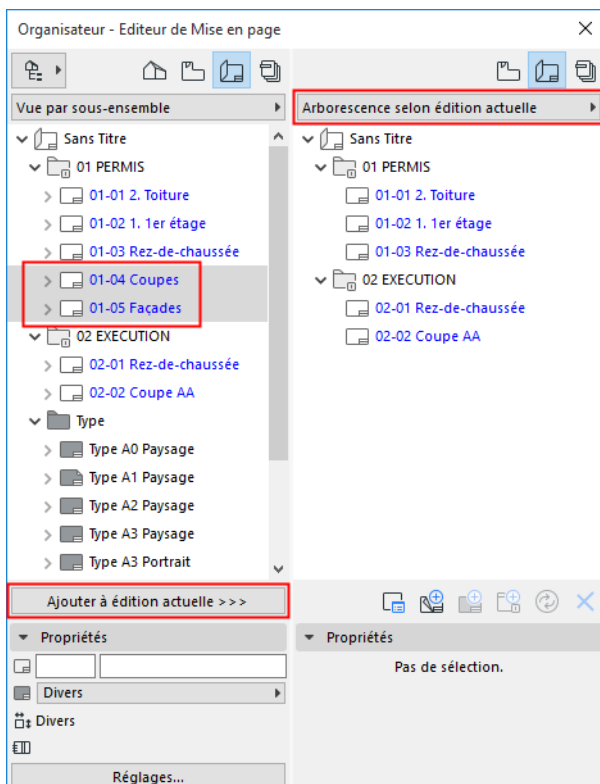 Organisateur - Editeur de Mise en page
Vue par sous-ensemble
Sans Titre
01 PERMIS
01-01 2. Toiture
01-02 1. 1er étage
01-03 Rez-de-chaussée
01-04 Coupes
01-05 Façades
02 EXECUTION
02-01 Rez-de-chaussée
02-02 Coupe AA
Type
Type A0 Paysage
Type A1 Paysage
Type A2 Paysage
Type A3 Paysage
Type A3 Portrait
Ajouter à édition actuelle >>>
Propriétés
Divers
Divers
Réglages...
Arborescence selon édition actuelle
Sans Titre
01 PERMIS
01-01 2. Toiture
01-02 1. 1er étage
01-03 Rez-de-chaussée
02 EXECUTION
02-01 Rez-de-chaussée
02-02 Coupe AA
Propriétés
Pas de sélection.